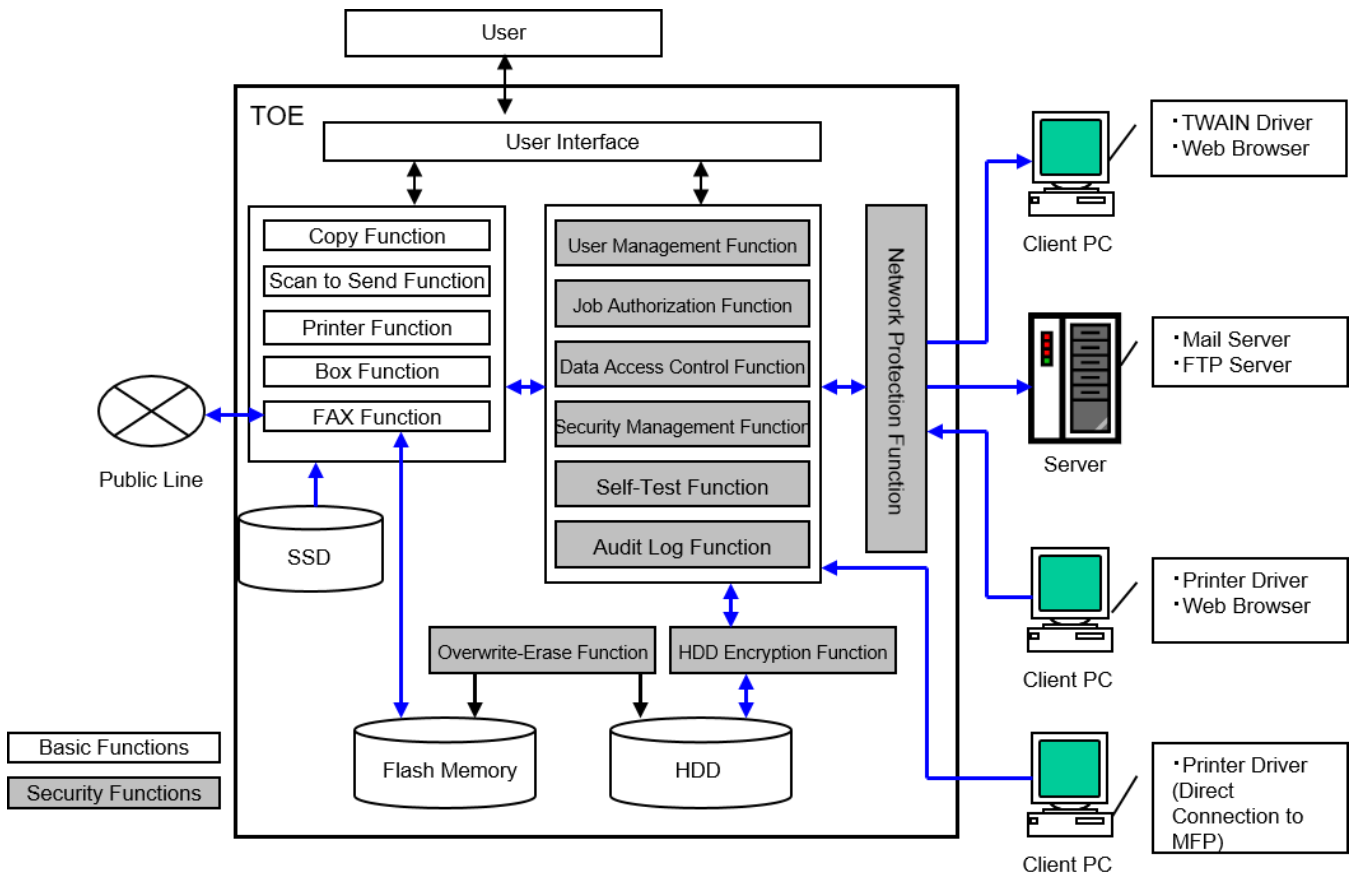 User
TOE
User Interface
Copy Function
Scan to Send Function
Printer Function
Box Function
FAX Function
Public Line
SSD
User Management Function
Job Authorization Function
Data Access Control Function
Security Management Function
Self-Test Function
Audit Log Function
Network Protection Function
Overwrite-Erase Function
HDD Encryption Function
Flash Memory
HDD
Basic Functions
Security Functions
・TWAIN Driver
・Web Browser
Client PC
・Mail Server
・FTP Server
Server
・Printer Driver
・Web Browser
Client PC
・Printer Driver
(Direct
Connection to
MFP)
Client PC